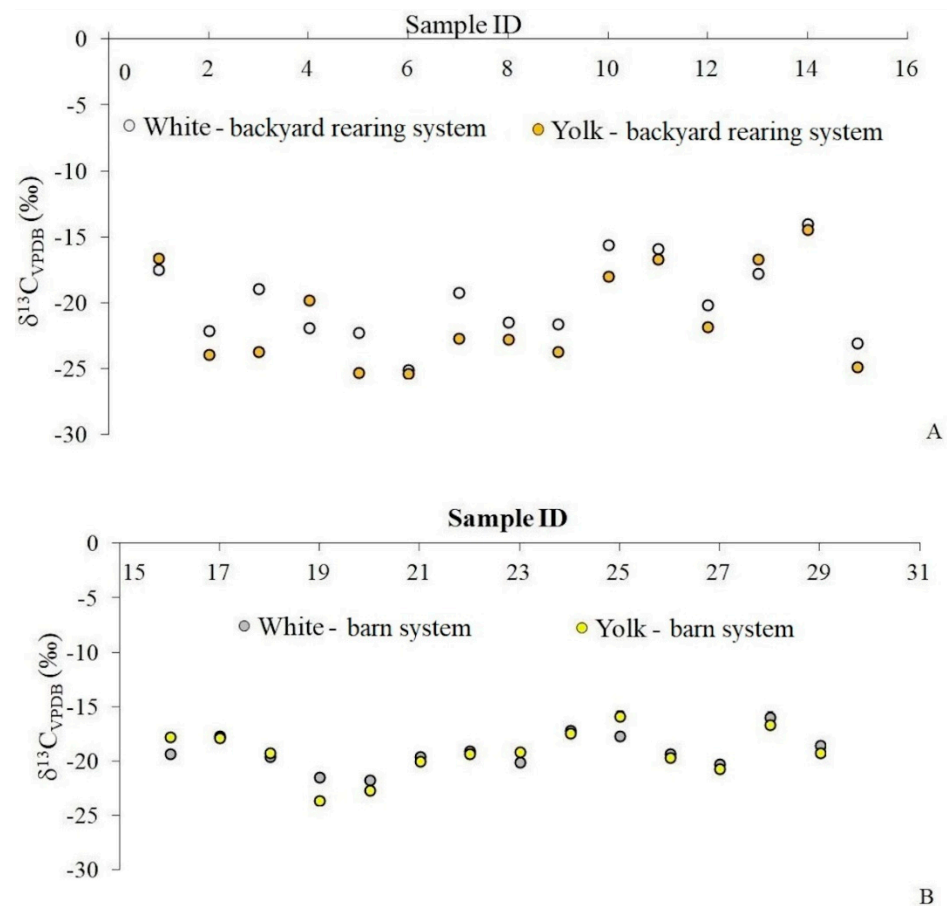 Sample ID
0
0 2 4 6 8 10 12 14 16
-5
White - backyard rearing system Yolk - backyard rearing system
-10
-15
-20
-25
-30
δ13CVPDB (‰)
A
Sample ID
0
15 17 19 21 23 25 27 29 31
-5
White - barn system Yolk - barn system
-10
-15
-20
-25
-30
δ13CVPDB (‰)
B